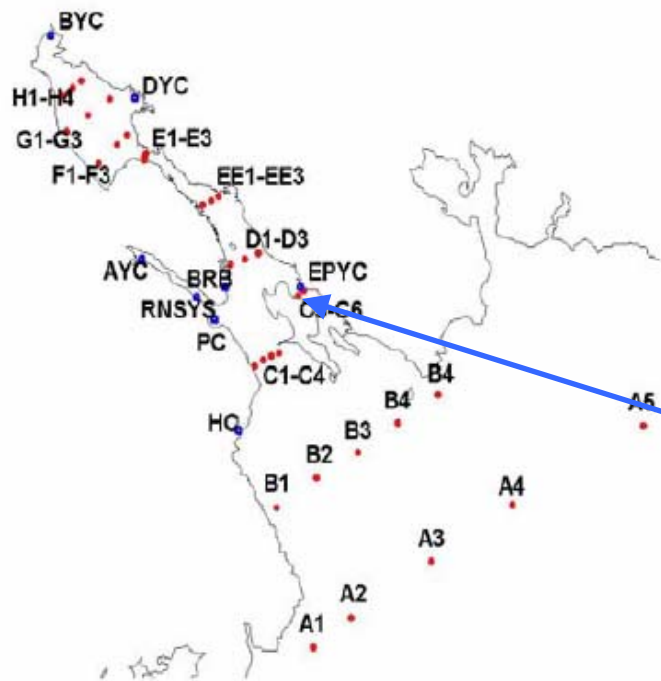 BYC
DYC
H1-H4
G1-G3
E1-E3
F1-F3
EE1-EE3
D1-D3
AYC
BRB
EPYC
RNSYS
PC
C1-C4
B4
B4
A5
HC
B3
B2
B1
A4
A3
A2
A1